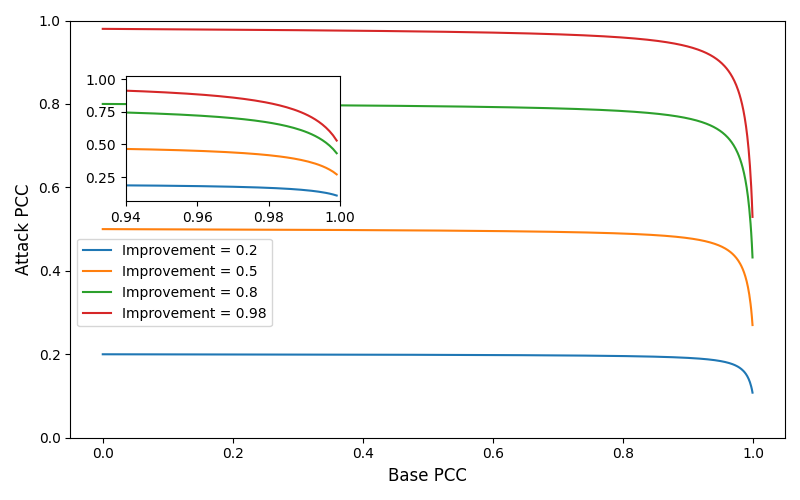 1.0
0.8
0.6
0.4
0.2
0.0
Attack PCC
1.00
0.75
0.50
0.25
0.94 0.96 0.98 1.00
Improvement = 0.2
Improvement = 0.5
Improvement = 0.8
Improvement = 0.98
0.0 0.2 0.4 0.6 0.8 1.0
Base PCC